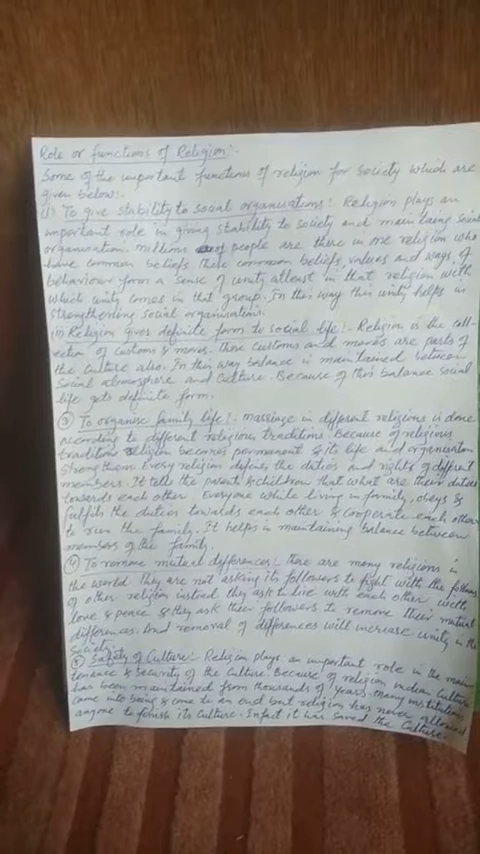 Role or functions of Religion:-
Some of the important functions of religion for society which are
given below:-
(i) To give stability to social organisations: Religion plays an
important role in giving stability to society and maintaing social
organisation. millions of people are there in one religion who
have common beliefs. These common beliefs, values and ways of
behaviour form a sense of unity atleast in that religion with
which unity comes in that group. In this way this unity helps in
strengthening social organisations.
(ii) Religion gives definite form to social life:- Religion is the coll-
ection of customs & mores. These customs and mores are parts of
the culture also. In this way balance is maintained between
social atmosphere and culture. Because of this balance social
life gets definite form.
(3) To organise family life:- marriage in different religions is done
according to different religious traditions. Because of religious
traditions religion becomes permanent & its life and organisation
strengthens. Every religion defines the duties and rights of different
members. It tells the parents & children that what are their duties
towards each other. Everyone while living in family, obeys &
fulfils the duties towards each other & cooperate each other
to run the family. It helps in maintaining balance between
members of the family.
(4) To remove mutual differences:- There are many religions in
the world. They are not asking its followers to fight with the
of other religion instead they ask to live with each other with
love & peace & they ask their followers to remove their mutual
differences. And removal of differences will increase unity in the
society.
(5) Safety of Culture:- Religion plays an important role in the main-
tenance & security of the culture. Because of religion indian culture
has been maintained from thousands of years. Many institutions
came into being & come to an end but religion has never allowed
anyone to finish its culture. Infact it has saved the culture.